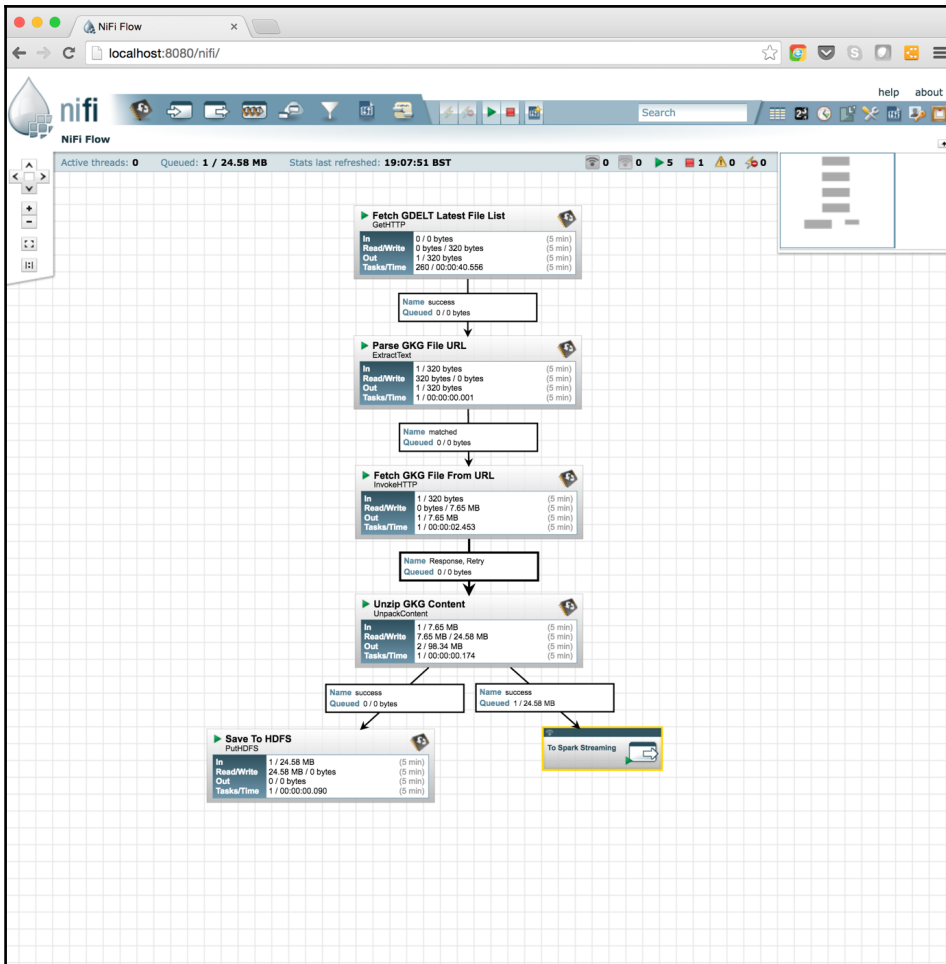 NiFi Flow
localhost:8080/nifi/
nifi
help about
Search
NiFi Flow
Active threads: 0 Queued: 1 / 24.58 MB Stats last refreshed: 19:07:51 BST 0 0 5 1 0 0
Fetch GDELT Latest File List
GetHTTP
In 0 / 0 bytes (5 min)
Read/Write 0 bytes / 320 bytes (5 min)
Out 1 / 320 bytes (5 min)
Tasks/Time 260 / 00:00:40.556 (5 min)
Name success
Queued 0 / 0 bytes
Parse GKG File URL
ExtractText
In 1 / 320 bytes (5 min)
Read/Write 320 bytes / 0 bytes (5 min)
Out 1 / 320 bytes (5 min)
Tasks/Time 1 / 00:00:00.001 (5 min)
Name matched
Queued 0 / 0 bytes
Fetch GKG File From URL
InvokeHTTP
In 1 / 320 bytes (5 min)
Read/Write 0 bytes / 7.65 MB (5 min)
Out 1 / 7.65 MB (5 min)
Tasks/Time 1 / 00:00:02.453 (5 min)
Name Response, Retry
Queued 0 / 0 bytes
Unzip GKG Content
UnpackContent
In 1 / 7.65 MB (5 min)
Read/Write 7.65 MB / 24.58 MB (5 min)
Out 2 / 98.34 MB (5 min)
Tasks/Time 1 / 00:00:00.174 (5 min)
Name success
Queued 0 / 0 bytes
Name success
Queued 1 / 24.58 MB
Save To HDFS
PutHDFS
In 1 / 24.58 MB (5 min)
Read/Write 24.58 MB / 0 bytes (5 min)
Out 0 / 0 bytes (5 min)
Tasks/Time 1 / 00:00:00.090 (5 min)
To Spark Streaming